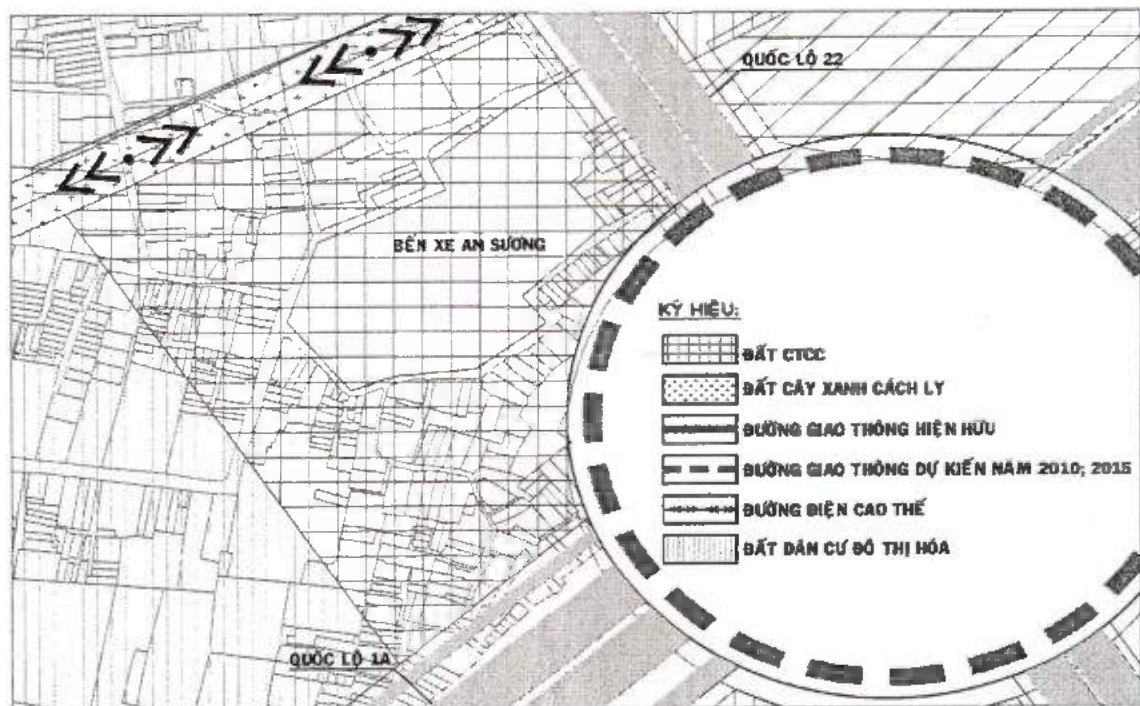 QUỐC LỘ 22
BẾN XE AN SƯƠNG
KÝ HIỆU:
ĐẤT CTCC
ĐẤT CÂY XANH CÁCH LY
ĐƯỜNG GIAO THÔNG HIỆN HỮU
ĐƯỜNG GIAO THÔNG DỰ KIẾN NĂM 2010; 2015
ĐƯỜNG ĐIỆN CAO THẾ
ĐẤT DÂN CƯ ĐÔ THỊ HÓA
QUỐC LỘ 1A